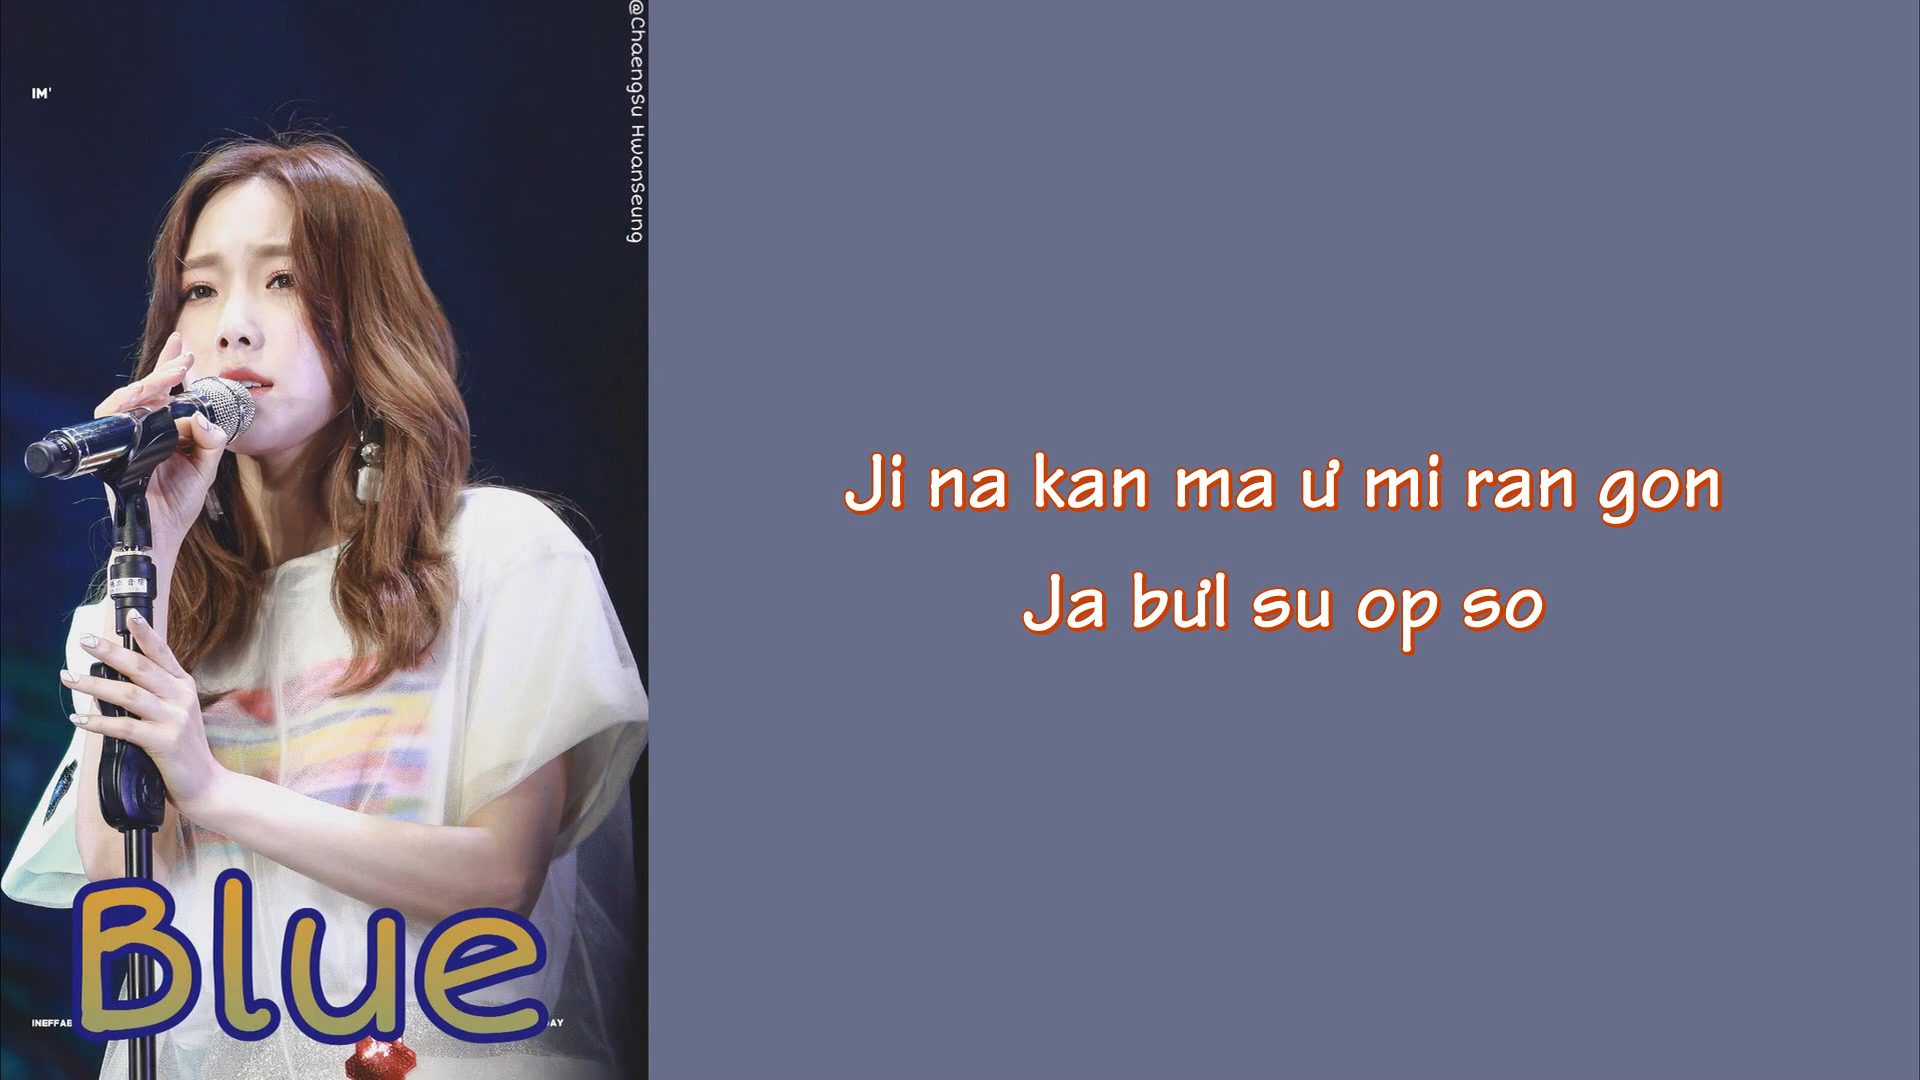 @ChaengSu HwanSeung
IM'
Ji na kan ma ư mi ran gon
Ja bưl su op so
Blue